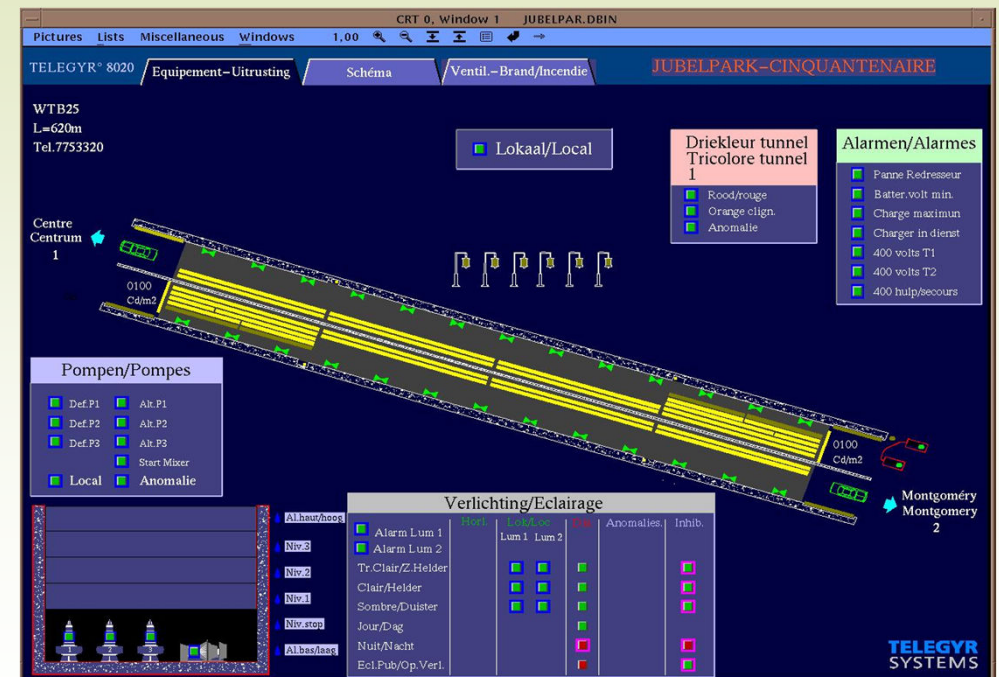 CRT 0, Window 1 JUBELPAR.DBIN
Pictures Lists Miscellaneous Windows 1,00
TELEGYR® 8020
Equipement-Uitrusting
Schéma
Ventil.-Brand/Incendie
JUBELPARK-CINQUANTENAIRE
WTB25
L=620m
Tel.7753320
Lokaal/Local
Driekleur tunnel
Tricolore tunnel
1
Rood/rouge
Orange clign.
Anomalie
Alarmen/Alarmes
Panne Redresseur
Batter.volt min.
Charge maximun
Charger in dienst
400 volts T1
400 volts T2
400 hulp/secours
Centre
Centrum
1
0100
Cd/m2
0100
Cd/m2
Montgoméry
Montgomery
2
Pompen/Pompes
Def.P1 Alt.P1
Def.P2 Alt.P2
Def.P3 Alt.P3
Start Mixer
Local Anomalie
Al.haut/hoog
Niv.3
Niv.2
Niv.1
Niv.stop
Al.bas/laag
1 2 3
Verlichting/Eclairage
Horl. Lok/Loc Anomalies. Inhib.
Lum 1 Lum 2
Alarm Lum 1
Alarm Lum 2
Tr.Clair/Z.Helder
Clair/Helder
Sombre/Duister
Jour/Dag
Nuit/Nacht
Ecl.Pub/Op.Verl.
TELEGYR
SYSTEMS